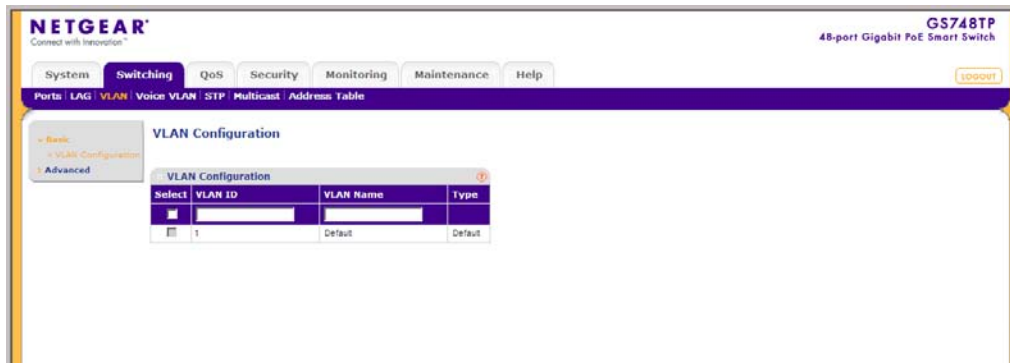 NETGEAR
Connect with Innovation™
GS748TP
48-port Gigabit PoE Smart Switch
System Switching QoS Security Monitoring Maintenance Help
LOGOUT
Ports LAG VLAN Voice VLAN STP Multicast Address Table
Basic
VLAN Configuration
Advanced
VLAN Configuration
VLAN Configuration
Select VLAN ID VLAN Name Type
1 Default Default